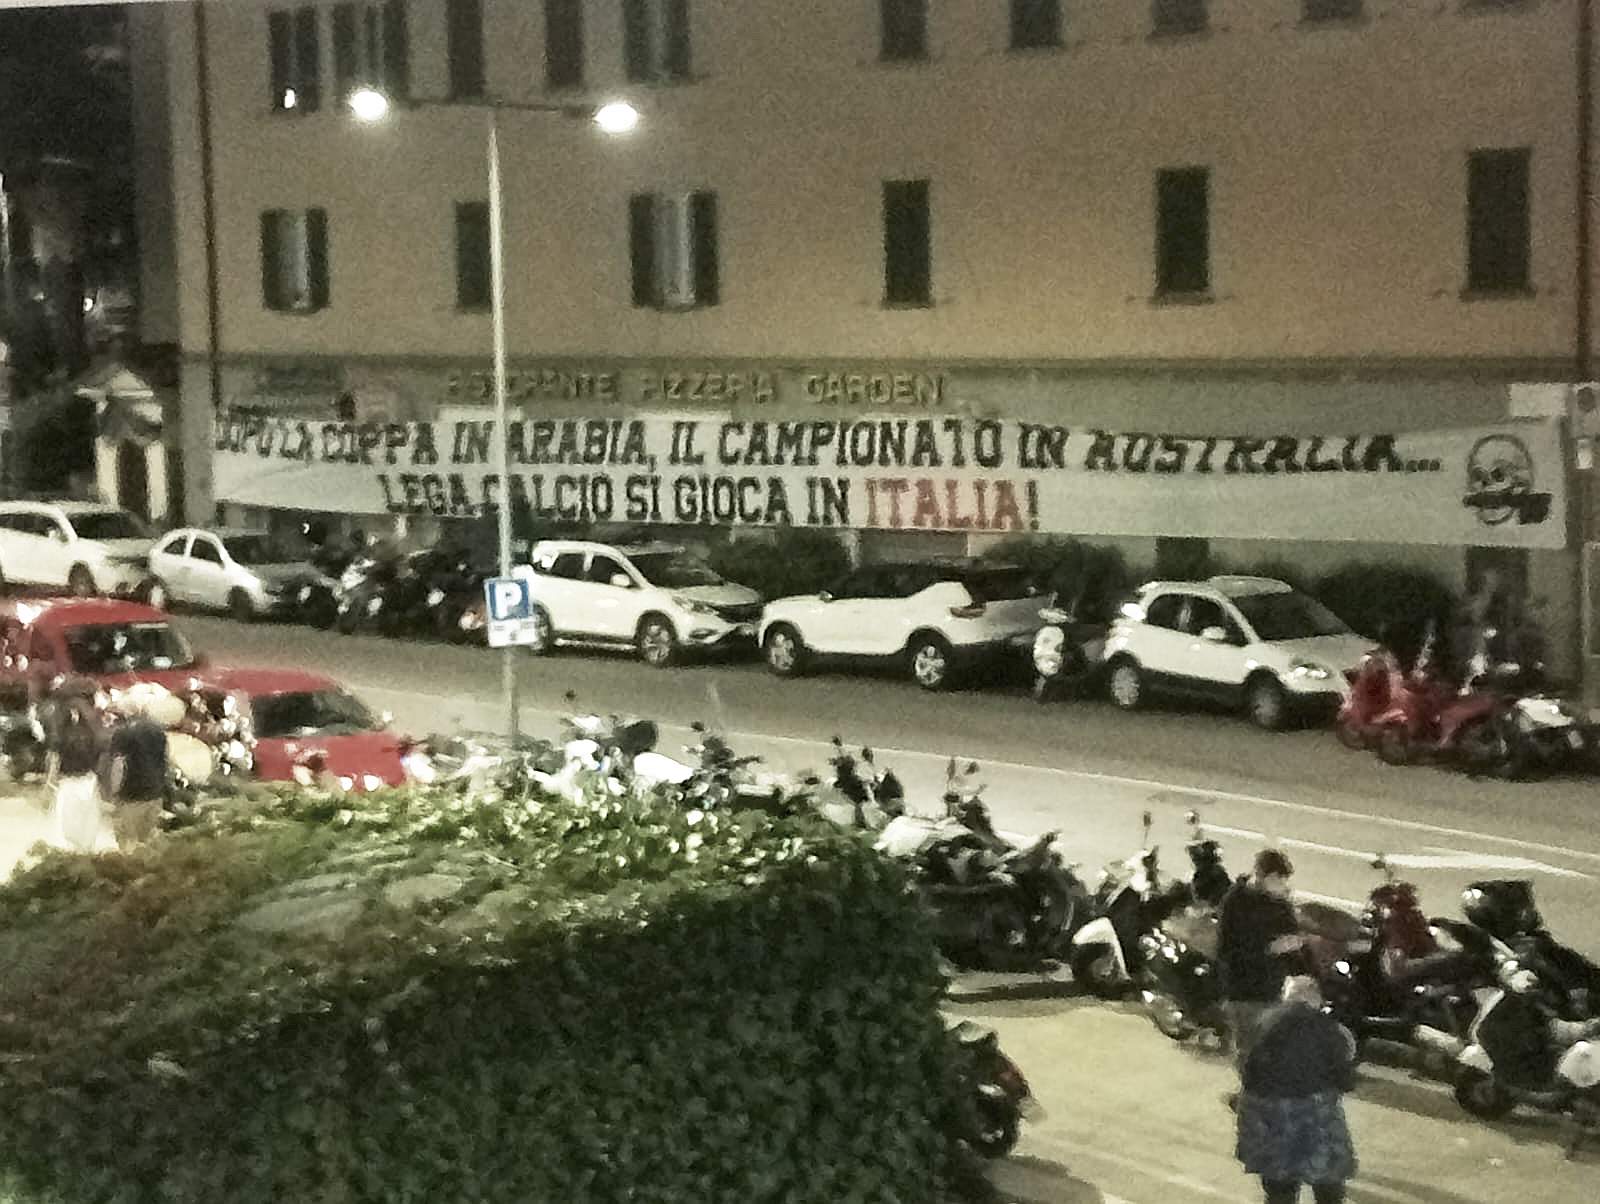 RISTORANTE PIZZERIA GARDEN
DOPO LA COPPA IN ARABIA, IL CAMPIONATO IN AUSTRALIA...
LEGA CALCIO SI GIOCA IN ITALIA!
P